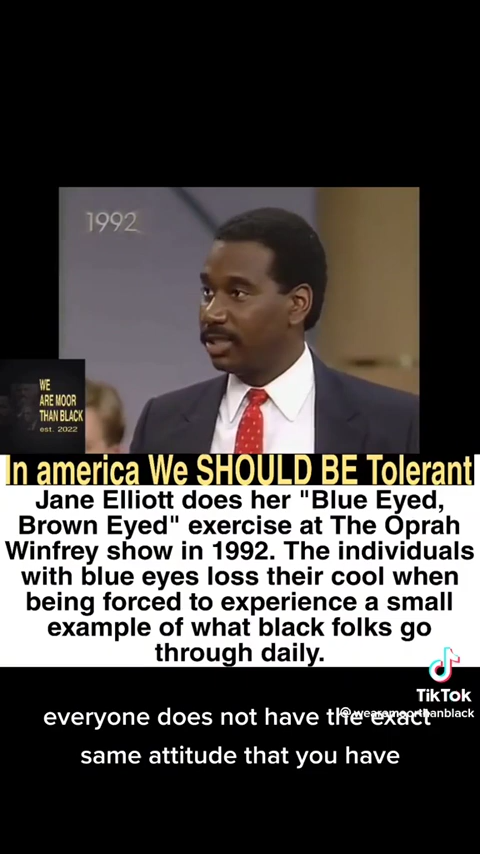 1992
WE
ARE MOOR
THAN BLACK
est. 2022
In america We SHOULD BE Tolerant
Jane Elliott does her "Blue Eyed,
Brown Eyed" exercise at The Oprah
Winfrey show in 1992. The individuals
with blue eyes loss their cool when
being forced to experience a small
example of what black folks go
through daily.
TikTok
@wearemoorthanblack
everyone does not have the exact
same attitude that you have